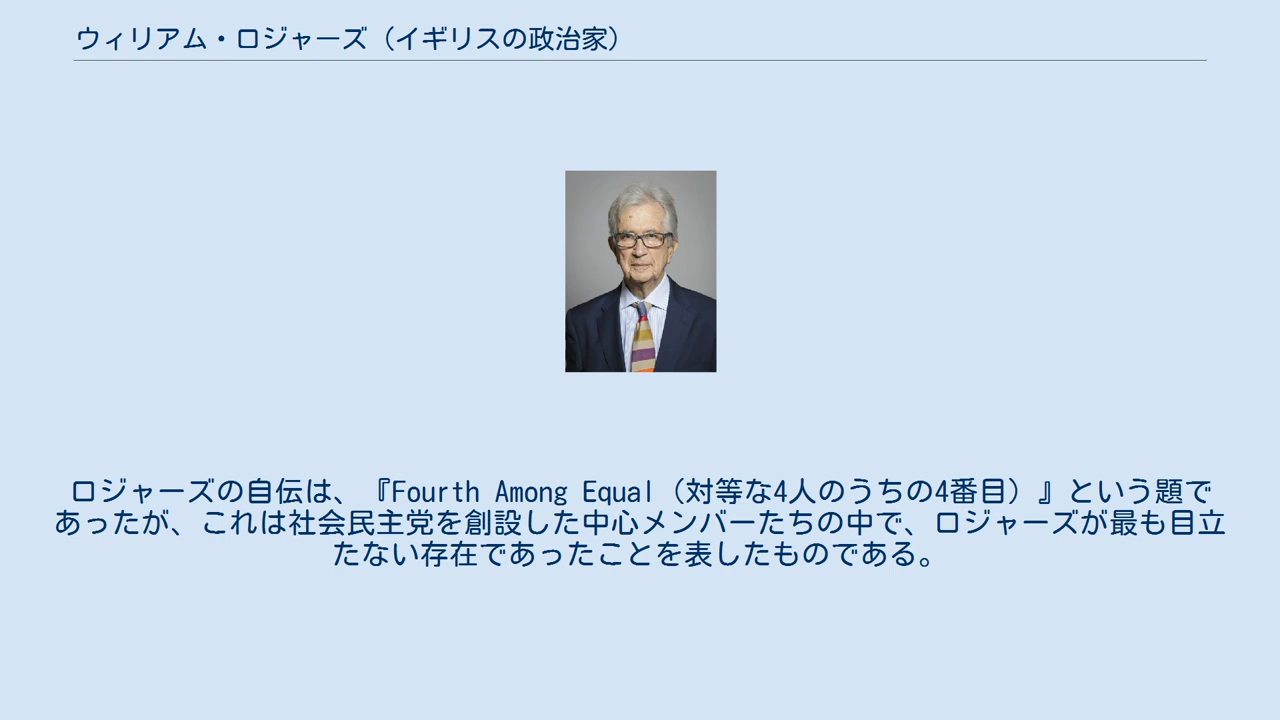 ウィリアム・ロジャーズ（イギリスの政治家）
ロジャーズの自伝は、『Fourth Among Equal（対等な4人のうちの4番目）』という題で
あったが、これは社会民主党を創設した中心メンバーたちの中で、ロジャーズが最も目立
たない存在であったことを表したものである。